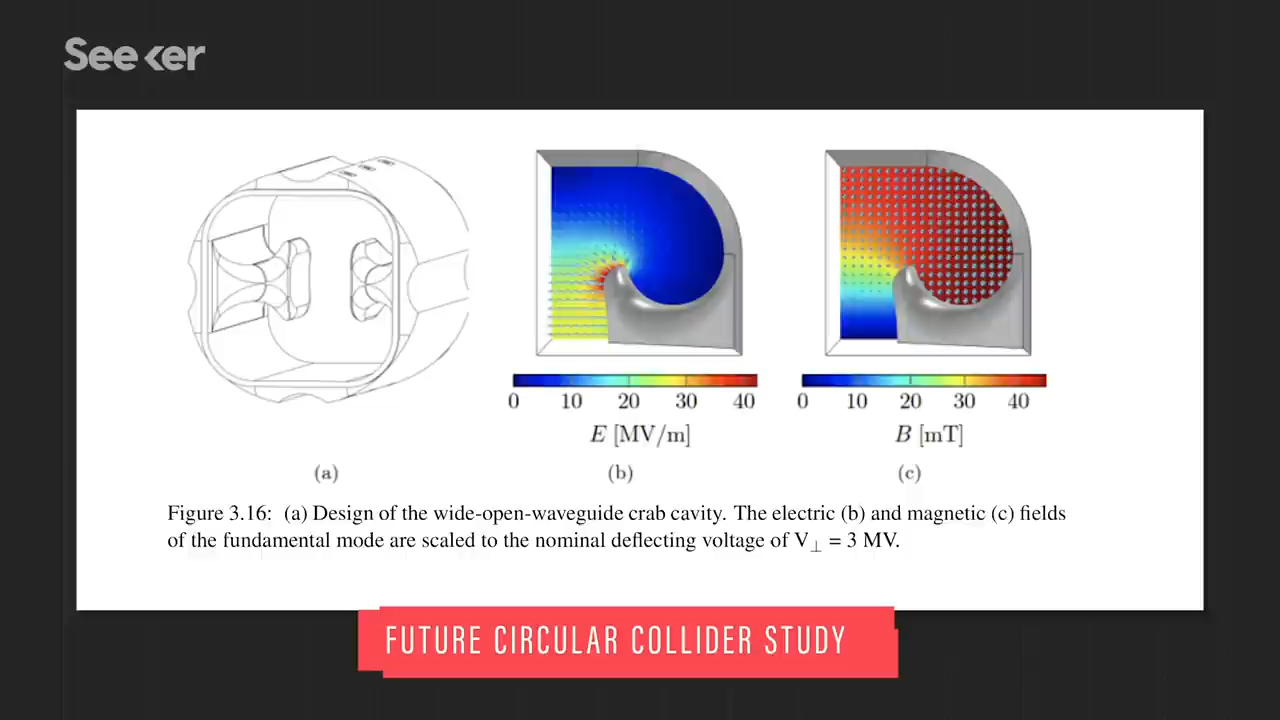 Seeker
0 10 20 30 40
0 10 20 30 40
E [MV/m]
B [mT]
(a)
(b)
(c)
Figure 3.16: (a) Design of the wide-open-waveguide crab cavity. The electric (b) and magnetic (c) fields
of the fundamental mode are scaled to the nominal deflecting voltage of V⊥ = 3 MV.
FUTURE CIRCULAR COLLIDER STUDY